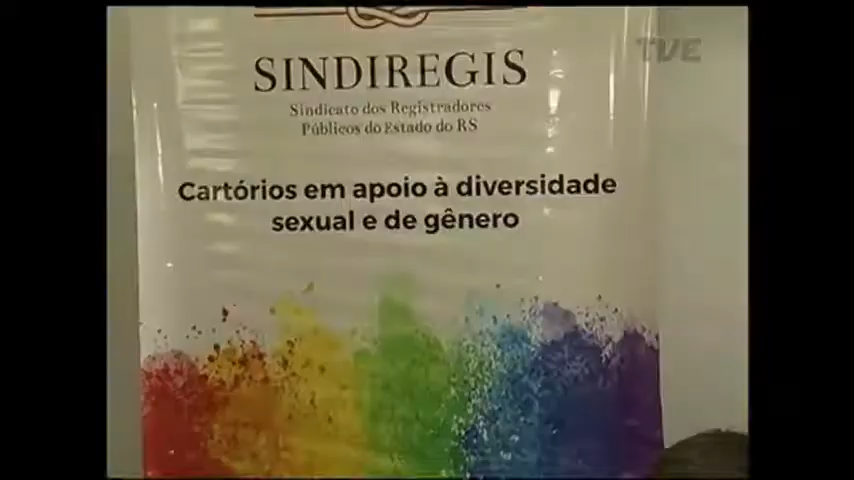 TVE
SINDIREGIS
Sindicato dos Registradores
Públicos do Estado do RS
Cartórios em apoio à diversidade
sexual e de gênero